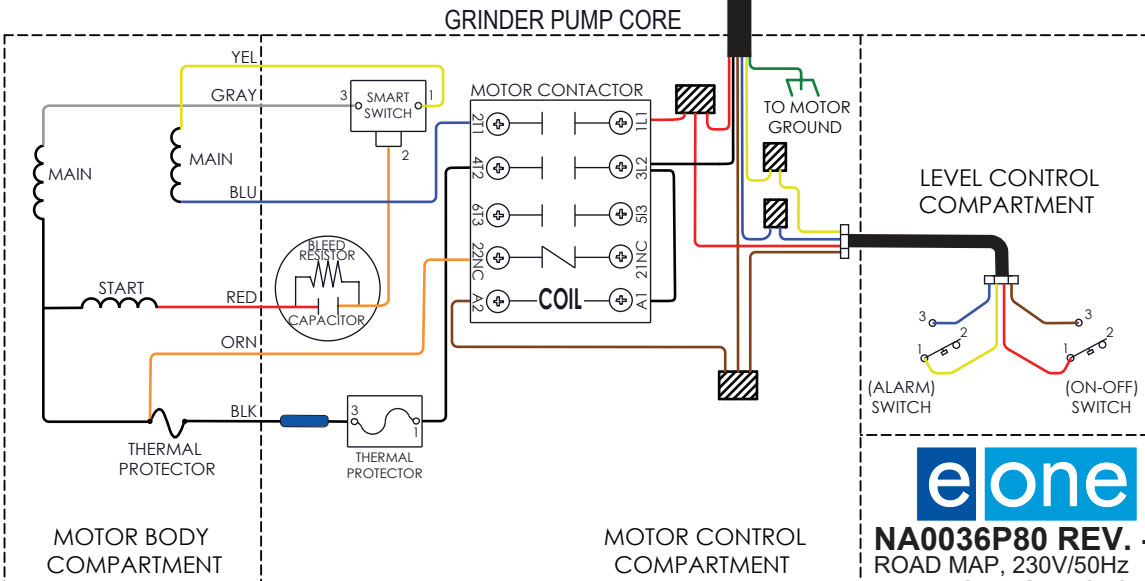 GRINDER PUMP CORE
YEL
GRAY
MAIN
MAIN
BLU
3
SMART
SWITCH
1
2
MOTOR CONTACTOR
2T1
1L1
4T2
3L2
6T3
5l3
22NC
21NC
A2
COIL
A1
TO MOTOR
GROUND
LEVEL CONTROL
COMPARTMENT
BLEED
RESISTOR
CAPACITOR
START
RED
ORN
BLK
THERMAL
PROTECTOR
3
1
THERMAL
PROTECTOR
3
2
1
(ALARM)
SWITCH
3
2
1
(ON-OFF)
SWITCH
MOTOR BODY
COMPARTMENT
MOTOR CONTROL
COMPARTMENT
e one
NA0036P80 REV. -
ROAD MAP, 230V/50Hz